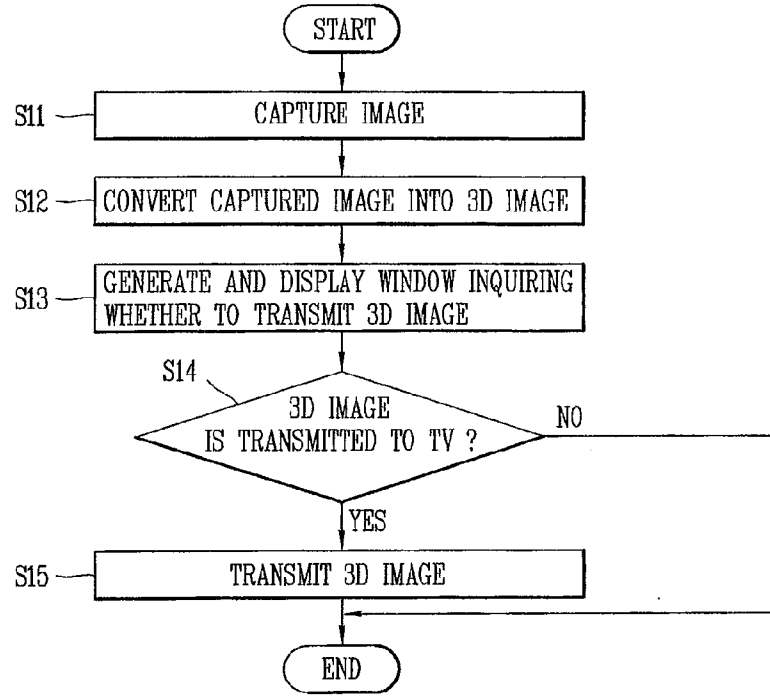 START
S11
CAPTURE IMAGE
S12
CONVERT CAPTURED IMAGE INTO 3D IMAGE
S13
GENERATE AND DISPLAY WINDOW INQUIRING
WHETHER TO TRANSMIT 3D IMAGE
S14
3D IMAGE
IS TRANSMITTED TO TV ?
NO
YES
S15
TRANSMIT 3D IMAGE
END